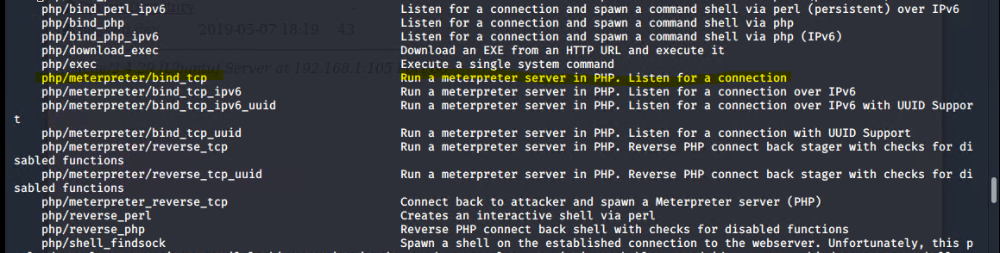 php/bind_perl_ipv6 Listen for a connection and spawn a command shell via perl (persistent) over IPv6
php/bind_php Listen for a connection and spawn a command shell via php
2019-05-07 18:19 43
php/bind_php_ipv6 Listen for a connection and spawn a command shell via php (IPv6)
php/download_exec Download an EXE from an HTTP URL and execute it
php/exec Execute a single system command
Server at 192.168.1.105
php/meterpreter/bind_tcp Run a meterpreter server in PHP. Listen for a connection
php/meterpreter/bind_tcp_ipv6 Run a meterpreter server in PHP. Listen for a connection over IPv6
php/meterpreter/bind_tcp_ipv6_uuid Run a meterpreter server in PHP. Listen for a connection over IPv6 with UUID Suppor
t
php/meterpreter/bind_tcp_uuid Run a meterpreter server in PHP. Listen for a connection with UUID Support
php/meterpreter/reverse_tcp Run a meterpreter server in PHP. Reverse PHP connect back stager with checks for di
sabled functions
php/meterpreter/reverse_tcp_uuid Run a meterpreter server in PHP. Reverse PHP connect back stager with checks for di
sabled functions
php/meterpreter_reverse_tcp Connect back to attacker and spawn a Meterpreter server (PHP)
php/reverse_perl Creates an interactive shell via perl
php/reverse_php Reverse PHP connect back shell with checks for disabled functions
php/shell_findsock Spawn a shell on the established connection to the webserver. Unfortunately, this p